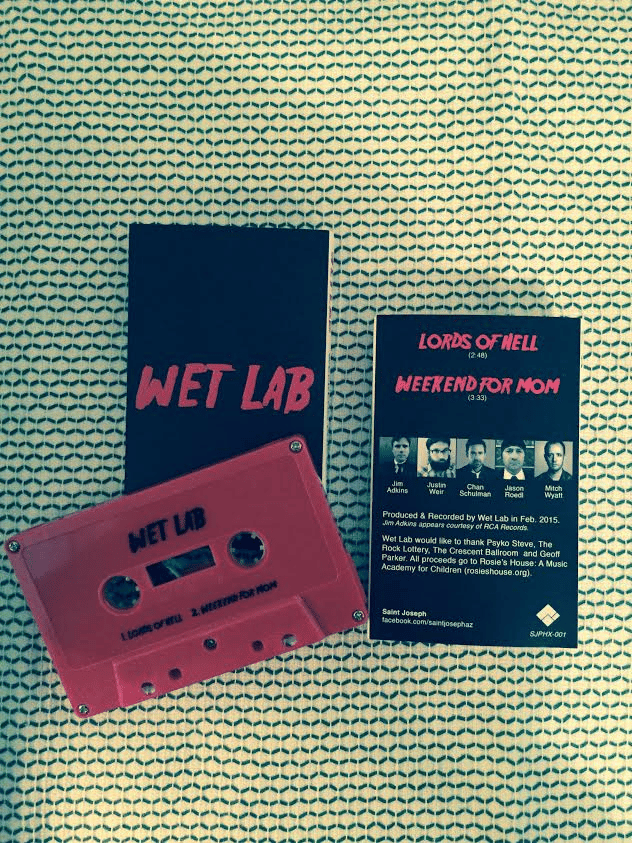 WET LAB
WET LAB
1. LORDS OF HELL 2. WEEKEND FOR MOM
LORDS OF HELL
(2:48)
WEEKEND FOR MOM
(3:33)
Jim Adkins
Justin Weir
Chan Schulman
Jason Roedl
Mitch Wyatt
Produced & Recorded by Wet Lab in Feb. 2015.
Jim Adkins appears courtesy of RCA Records.
Wet Lab would like to thank Psyko Steve, The
Rock Lottery, The Crescent Ballroom and Geoff
Parker. All proceeds go to Rosie's House: A Music
Academy for Children (rosieshouse.org).
Saint Joseph
facebook.com/saintjosephaz
SJPHX-001